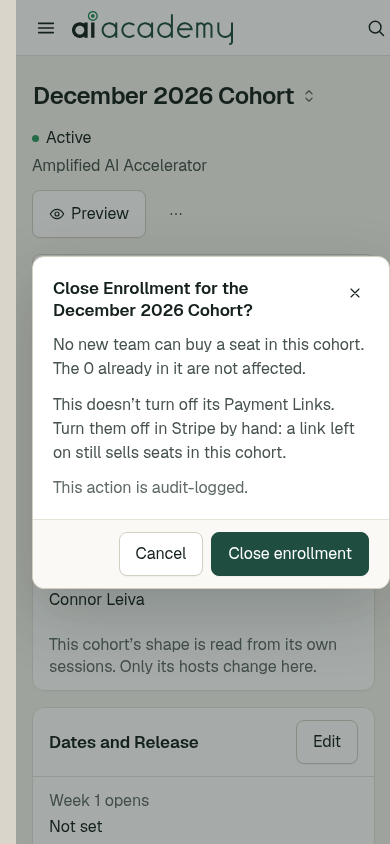 ai academy
December 2026 Cohort
Active
Amplified AI Accelerator
Preview
...
Close Enrollment for the
December 2026 Cohort?
No new team can buy a seat in this cohort.
The 0 already in it are not affected.
This doesn’t turn off its Payment Links.
Turn them off in Stripe by hand: a link left
on still sells seats in this cohort.
This action is audit-logged.
Cancel
Close enrollment
Connor Leiva
This cohort’s shape is read from its own
sessions. Only its hosts change here.
Dates and Release
Edit
Week 1 opens
Not set